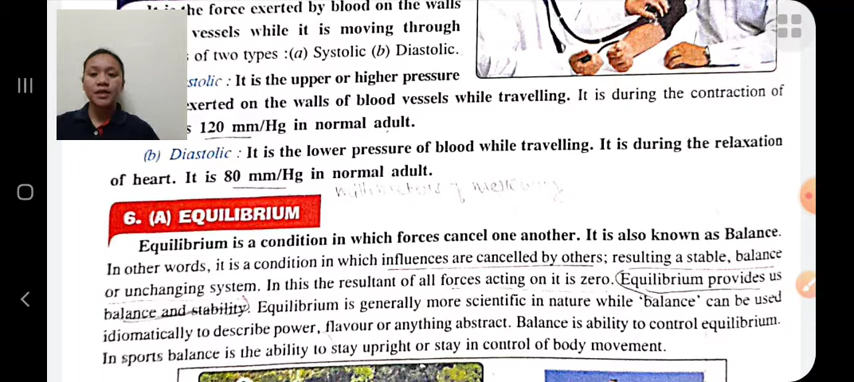 the force exerted by blood on the walls
vessels while it is moving through
of two types :(a) Systolic (b) Diastolic.
stolic : It is the upper or higher pressure
xerted on the walls of blood vessels while travelling. It is during the contraction of
s 120 mm/Hg in normal adult.
(b) Diastolic : It is the lower pressure of blood while travelling. It is during the relaxation
of heart. It is 80 mm/Hg in normal adult.
of
6. (A) EQUILIBRIUM
Equilibrium is a condition in which forces cancel one another. It is also known as Balance.
In other words, it is a condition in which influences are cancelled by others; resulting a stable, balance
or unchanging system. In this the resultant of all forces acting on it is zero. Equilibrium provides us
balance and stability. Equilibrium is generally more scientific in nature while 'balance' can be used
idiomatically to describe power, flavour or anything abstract. Balance is ability to control equilibrium.
In sports balance is the ability to stay upright or stay in control of body movement.